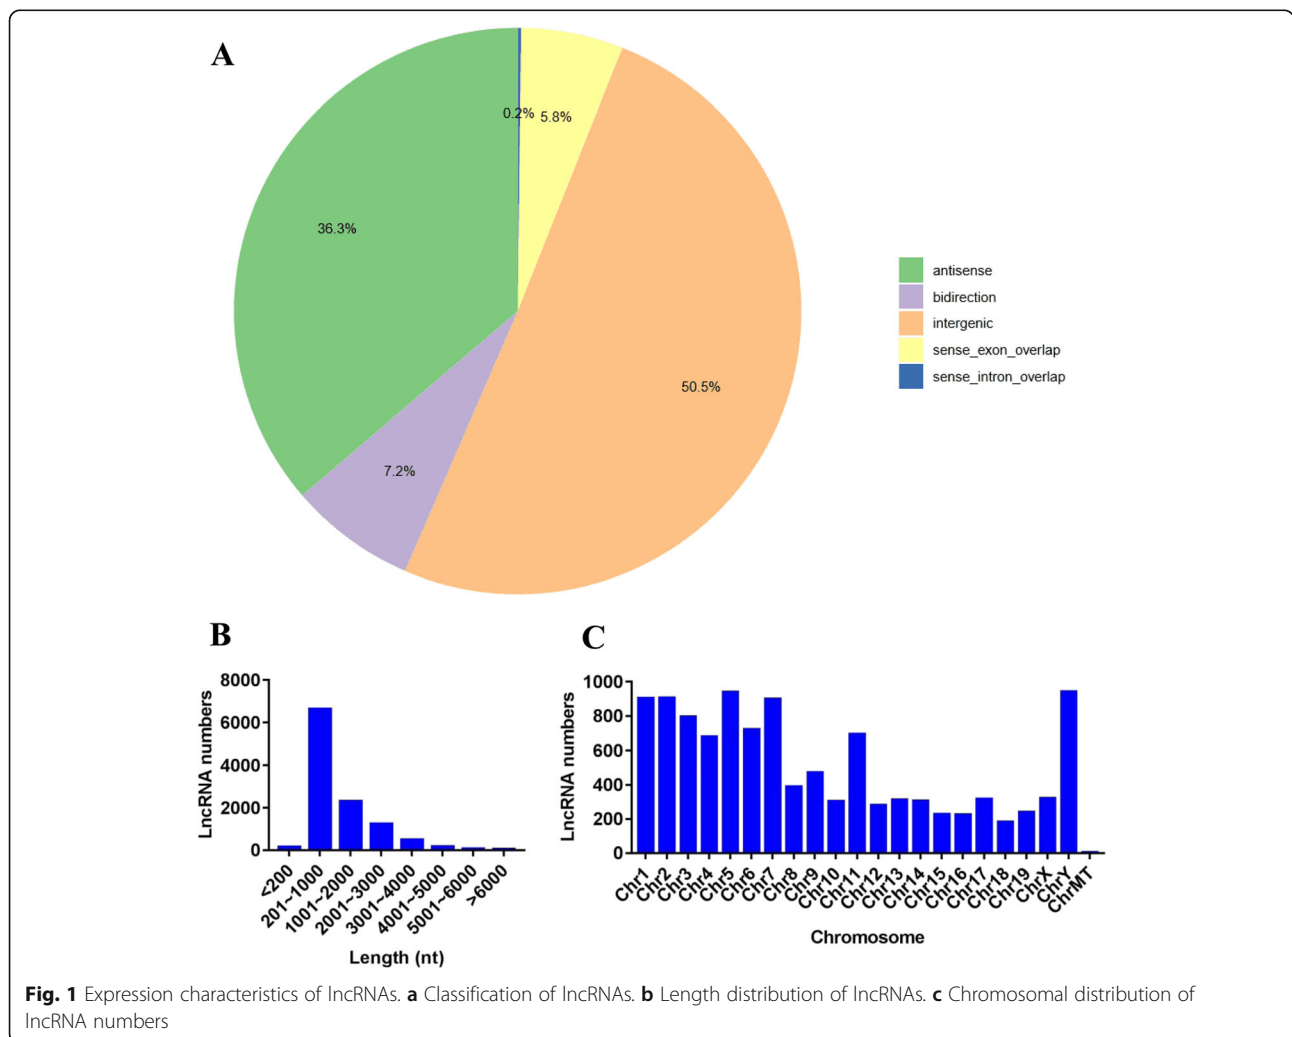 A
0.2%
5.8%
36.3%
50.5%
7.2%
antisense
bidirection
intergenic
sense_exon_overlap
sense_intron_overlap
B
LncRNA numbers
8000
6000
4000
2000
0
<200
201~1000
1001~2000
2001~3000
3001~4000
4001~5000
5001~6000
>6000
Length (nt)
C
LncRNA numbers
1000
800
600
400
200
0
Chr1
Chr2
Chr3
Chr4
Chr5
Chr6
Chr7
Chr8
Chr9
Chr10
Chr11
Chr12
Chr13
Chr14
Chr15
Chr16
Chr17
Chr18
Chr19
ChrX
ChrY
ChrMT
Chromosome
Fig. 1 Expression characteristics of lncRNAs. a Classification of lncRNAs. b Length distribution of lncRNAs. c Chromosomal distribution of
lncRNA numbers